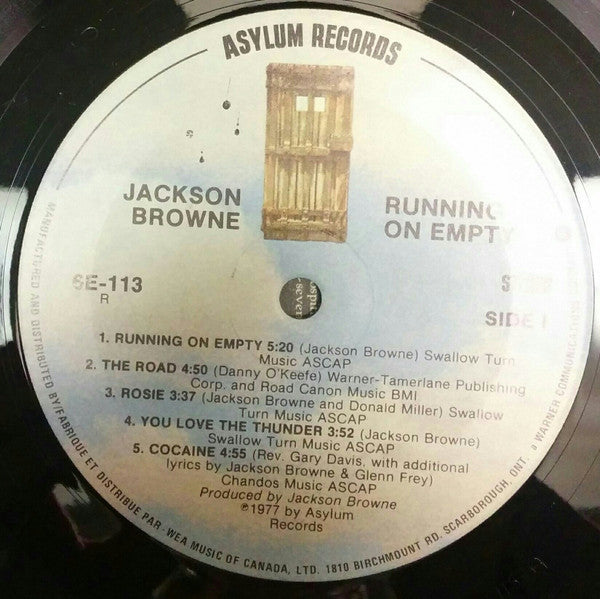 ASYLUM RECORDS
JACKSON
BROWNE
RUNNING
ON EMPTY
6E-113
R
SIDE 1
1. RUNNING ON EMPTY 5:20 (Jackson Browne) Swallow Turn
Music ASCAP
2. THE ROAD 4:50 (Danny O'Keefe) Warner-Tamerlane Publishing
Corp. and Road Canon Music BMI
3. ROSIE 3:37 (Jackson Browne and Donald Miller) Swallow
Turn Music ASCAP
4. YOU LOVE THE THUNDER 3:52 (Jackson Browne)
Swallow Turn Music ASCAP
5. COCAINE 4:55 (Rev. Gary Davis, with additional
lyrics by Jackson Browne & Glenn Frey)
Chandos Music ASCAP
Produced by Jackson Browne
℗1977 by Asylum
Records
MANUFACTURED AND DISTRIBUTED BY/FABRIQUE ET DISTRIBUE PAR·WEA MUSIC OF CANADA, LTD. 1810 BIRCHMOUNT RD. SCARBOROUGH, ONT. a WARNER